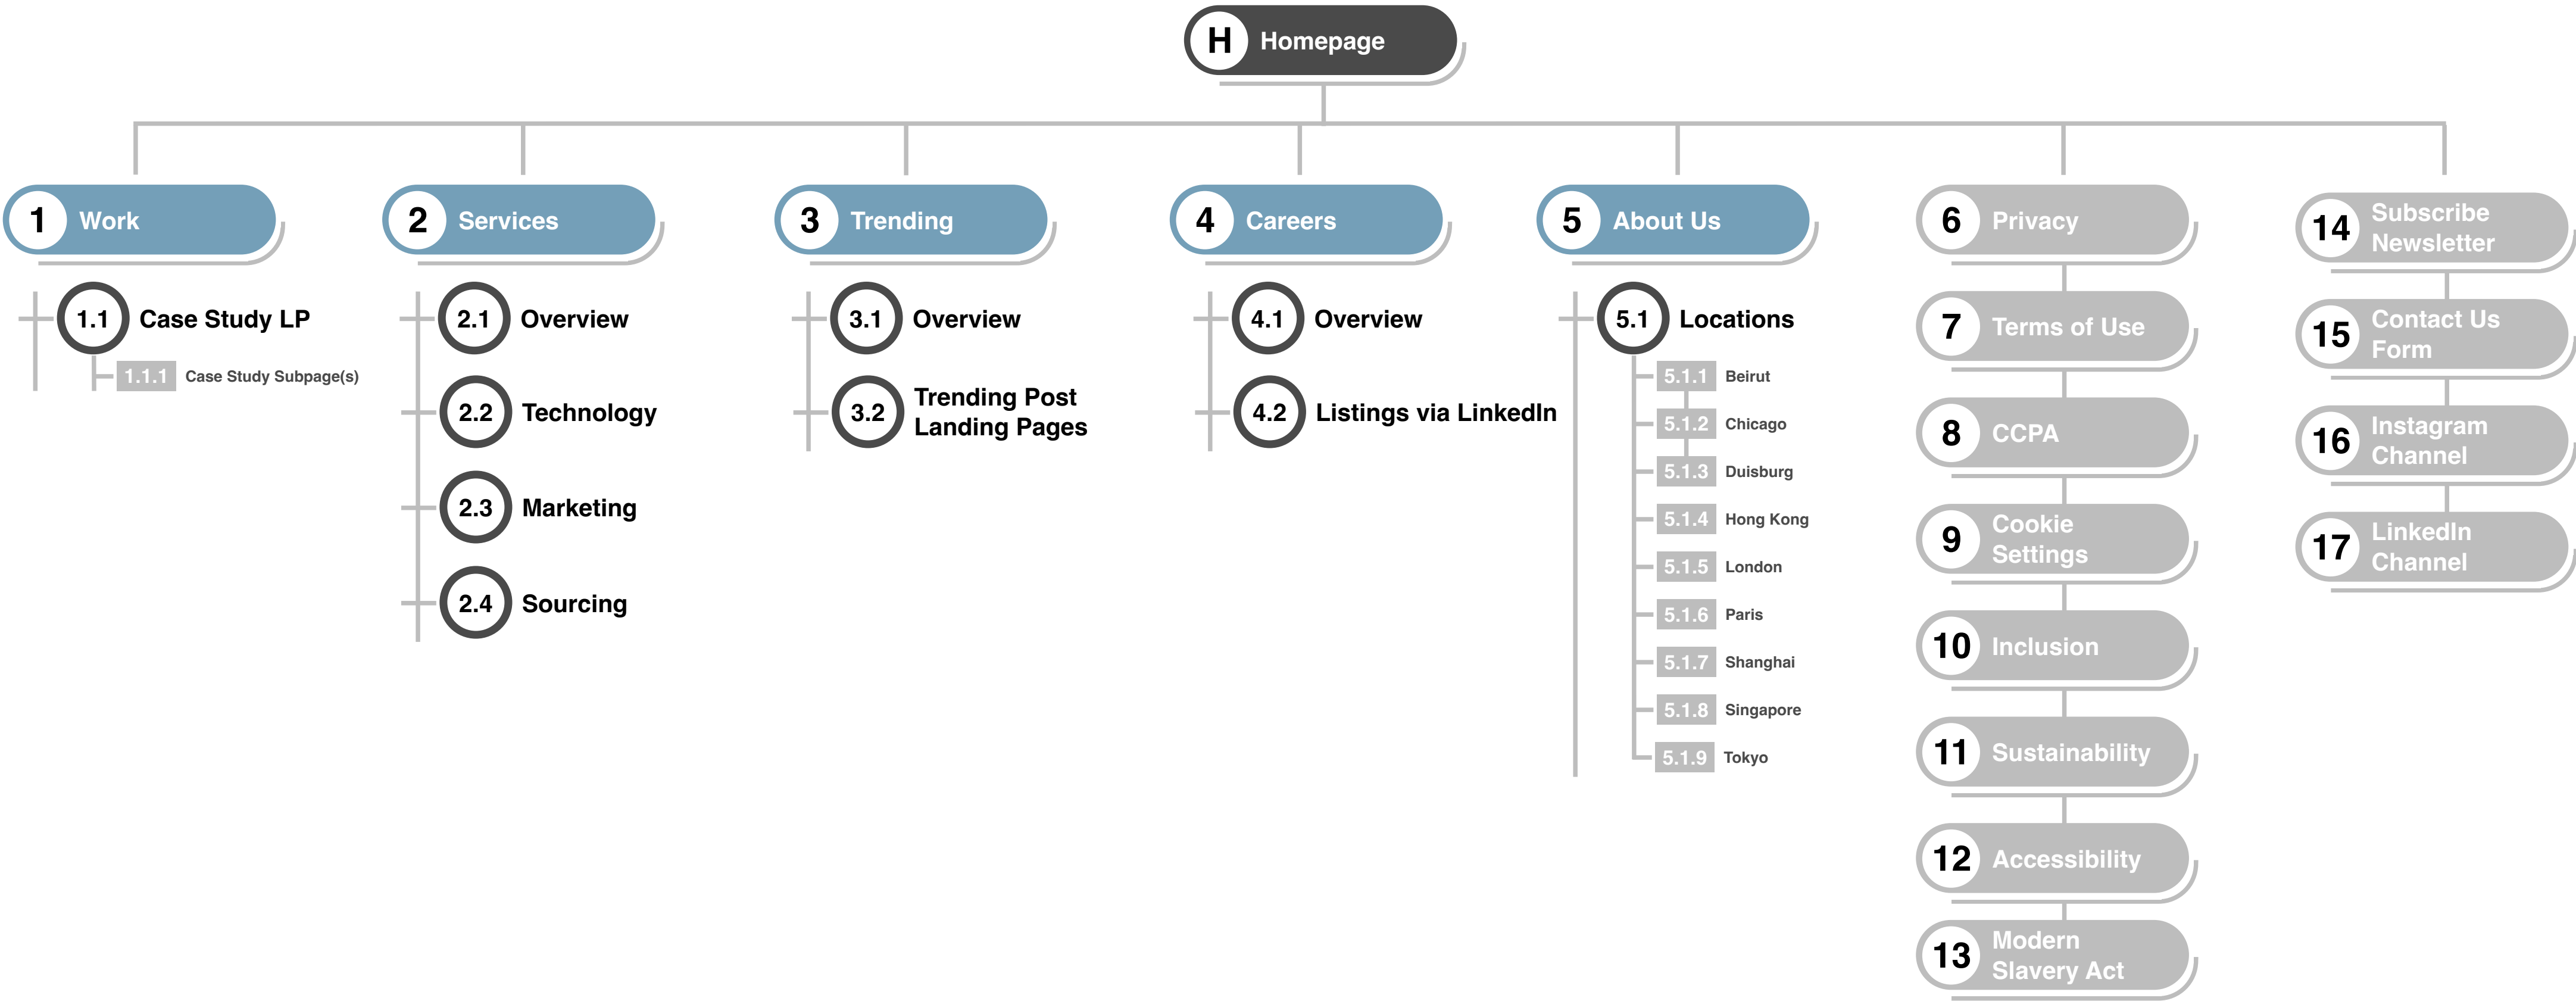 H Homepage
1 Work
1.1 Case Study LP
1.1.1 Case Study Subpage(s)
2 Services
2.1 Overview
2.2 Technology
2.3 Marketing
2.4 Sourcing
3 Trending
3.1 Overview
3.2 Trending Post
Landing Pages
4 Careers
4.1 Overview
4.2 Listings via LinkedIn
5 About Us
5.1 Locations
5.1.1 Beirut
5.1.2 Chicago
5.1.3 Duisburg
5.1.4 Hong Kong
5.1.5 London
5.1.6 Paris
5.1.7 Shanghai
5.1.8 Singapore
5.1.9 Tokyo
6 Privacy
7 Terms of Use
8 CCPA
9 Cookie
Settings
10 Inclusion
11 Sustainability
12 Accessibility
13 Modern
Slavery Act
14 Subscribe
Newsletter
15 Contact Us
Form
16 Instagram
Channel
17 LinkedIn
Channel